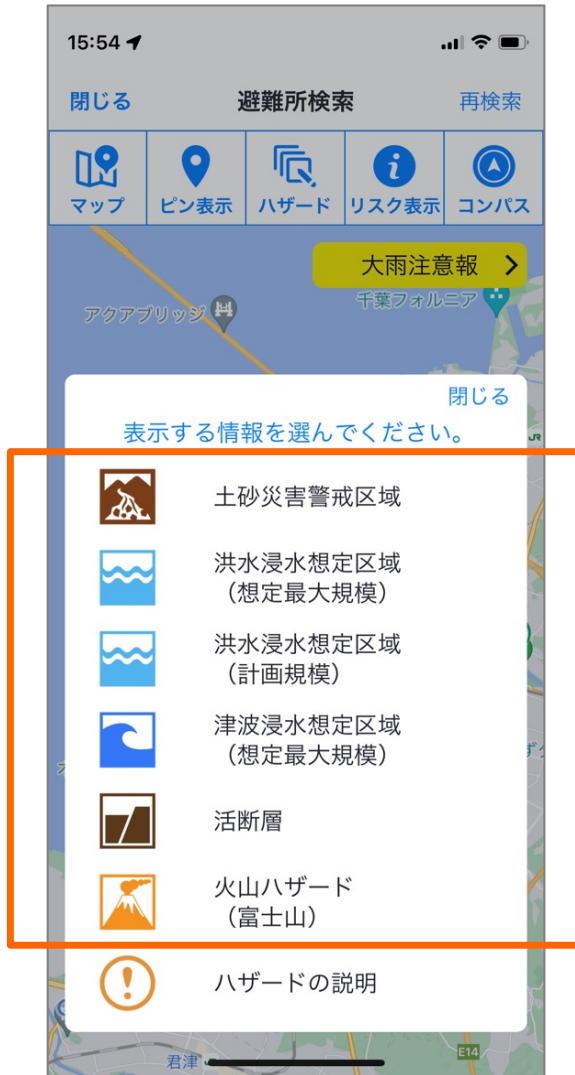 15:54
閉じる 避難所検索 再検索
マップ ピン表示 ハザード リスク表示 コンパス
大雨注意報
千葉フォルニア
アクアブリッジ
閉じる
表示する情報を選んでください。
JR
土砂災害警戒区域
洪水浸水想定区域
（想定最大規模）
洪水浸水想定区域
（計画規模）
津波浸水想定区域
（想定最大規模）
活断層
火山ハザード
（富士山）
ハザードの説明
君津
E14